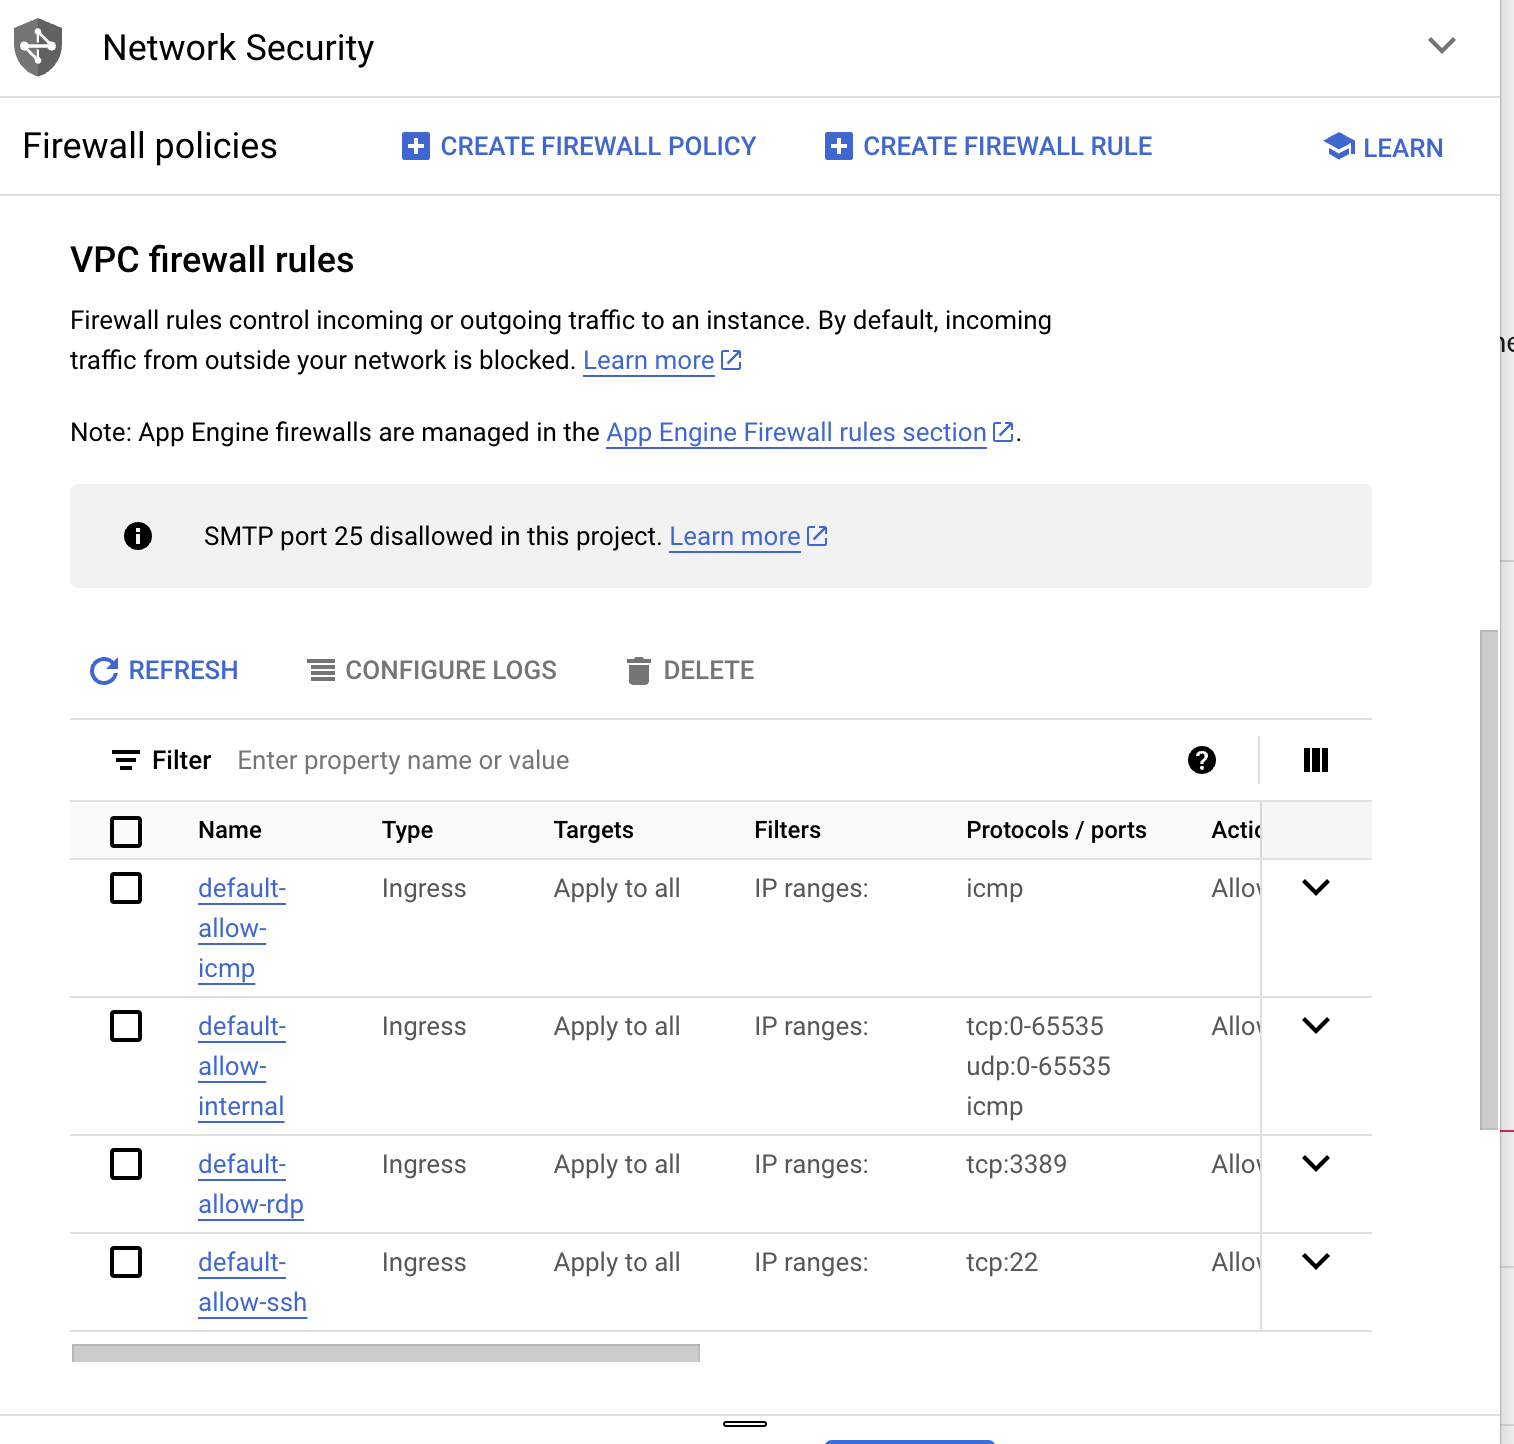 Network Security
Firewall policies CREATE FIREWALL POLICY CREATE FIREWALL RULE LEARN
VPC firewall rules
Firewall rules control incoming or outgoing traffic to an instance. By default, incoming
traffic from outside your network is blocked. Learn more
Note: App Engine firewalls are managed in the App Engine Firewall rules section.
SMTP port 25 disallowed in this project. Learn more
REFRESH CONFIGURE LOGS DELETE
Filter Enter property name or value
Name Type Targets Filters Protocols / ports
default- Ingress Apply to all IP ranges: icmp
allow-
icmp
default- Ingress Apply to all IP ranges: tcp:0-65535
allow- udp:0-65535
internal icmp
default- Ingress Apply to all IP ranges: tcp:3389
allow-rdp
default- Ingress Apply to all IP ranges: tcp:22
allow-ssh